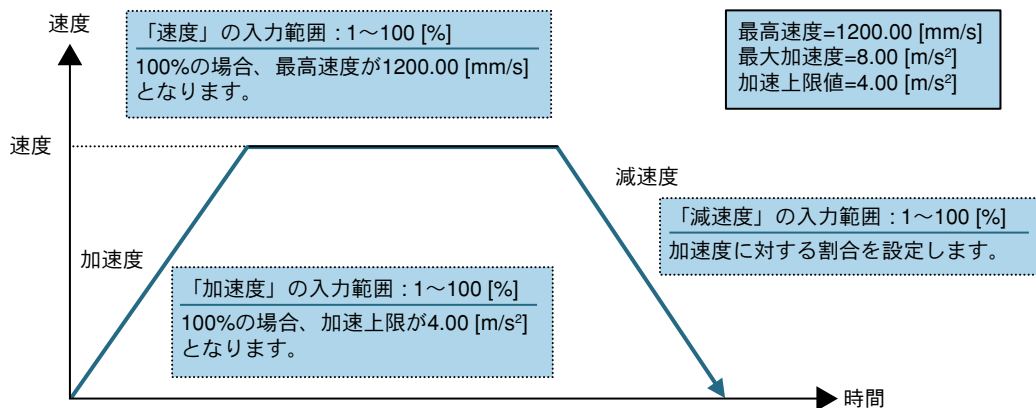 速度
「速度」の入力範囲：1～100 [%]
100%の場合、最高速度が1200.00 [mm/s]
となります。
最高速度=1200.00 [mm/s]
最大加速度=8.00 [m/s²]
加速上限値=4.00 [m/s²]
速度
減速度
「減速度」の入力範囲：1～100 [%]
加速度に対する割合を設定します。
加速度
「加速度」の入力範囲：1～100 [%]
100%の場合、加速上限が4.00 [m/s²]
となります。
時間